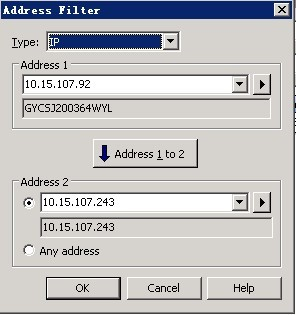 Address Filter
Type: IP
Address 1
10.15.107.92
GYCSJ200364WYL
Address 1 to 2
Address 2
10.15.107.243
10.15.107.243
Any address
OK Cancel Help